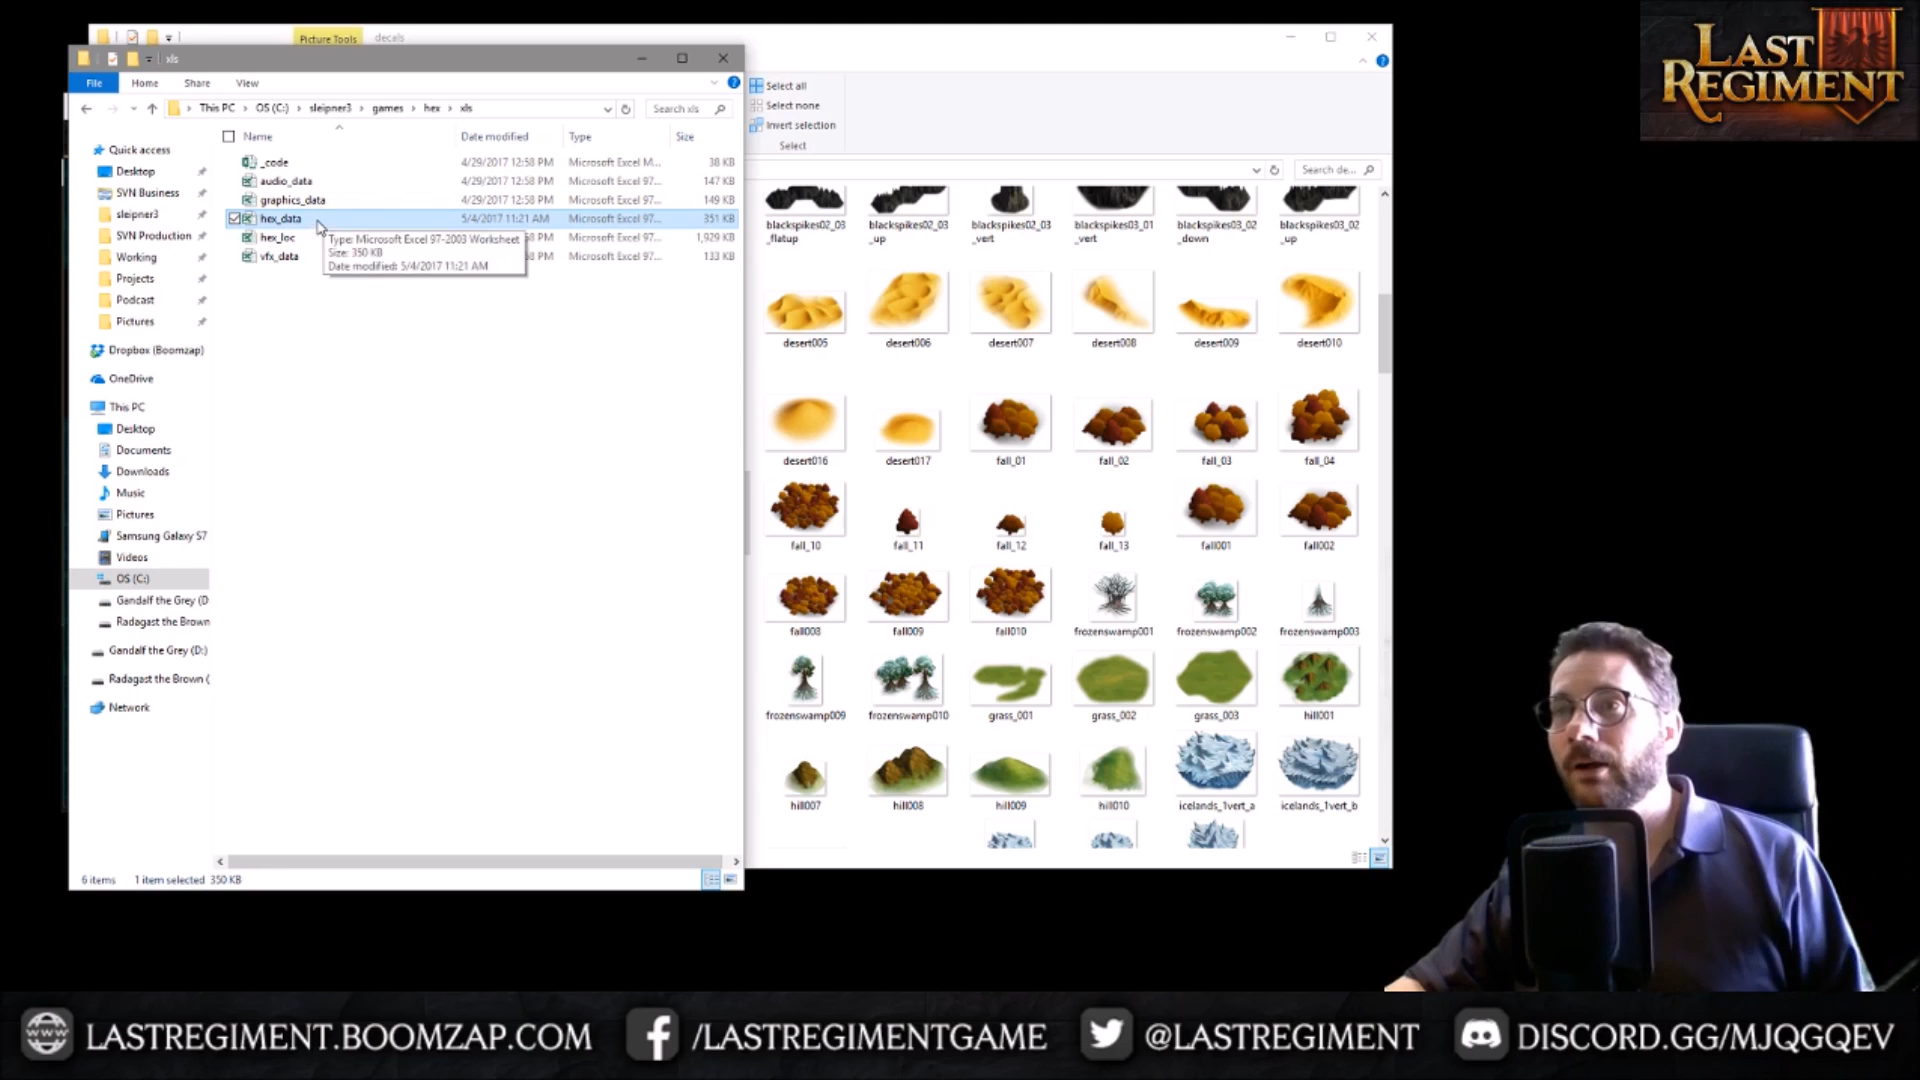 Picture Tools
decals
xls
File
Home
Share
View
This PC
OS (C:)
sleipner3
games
hex
xls
Search xls
Name
Date modified
Type
Size
_code
4/29/2017 12:58 PM
Microsoft Excel M...
38 KB
audio_data
4/29/2017 12:58 PM
Microsoft Excel 97...
147 KB
graphics_data
4/29/2017 12:58 PM
Microsoft Excel 97...
149 KB
hex_data
5/4/2017 11:21 AM
Microsoft Excel 97...
351 KB
hex_loc
58 PM
Microsoft Excel 97...
1,929 KB
vfx_data
58 PM
Microsoft Excel 97...
133 KB
Type: Microsoft Excel 97-2003 Worksheet
Size: 350 KB
Date modified: 5/4/2017 11:21 AM
Quick access
Desktop
SVN Business
sleipner3
SVN Production
Working
Projects
Podcast
Pictures
Dropbox (Boomzap)
OneDrive
This PC
Desktop
Documents
Downloads
Music
Pictures
Samsung Galaxy S7
Videos
OS (C:)
Gandalf the Grey (D
Radagast the Brown
Gandalf the Grey (D:)
Radagast the Brown (
Network
6 items
1 item selected 350 KB
Select all
Select none
Invert selection
Select
Search de...
blackspikes02_03
_flatup
blackspikes02_03
_up
blackspikes02_03
_vert
blackspikes03_01
_vert
blackspikes03_02
_down
blackspikes03_02
_up
desert005
desert006
desert007
desert008
desert009
desert010
desert016
desert017
fall_01
fall_02
fall_03
fall_04
fall_10
fall_11
fall_12
fall_13
fall001
fall002
fall008
fall009
fall010
frozenswamp001
frozenswamp002
frozenswamp003
frozenswamp009
frozenswamp010
grass_001
grass_002
grass_003
hill001
hill007
hill008
hill009
hill010
icelands_1vert_a
icelands_1vert_b
LAST
REGIMENT
WWW
LASTREGIMENT.BOOMZAP.COM
/LASTREGIMENTGAME
@LASTREGIMENT
DISCORD.GG/MJQGQEV